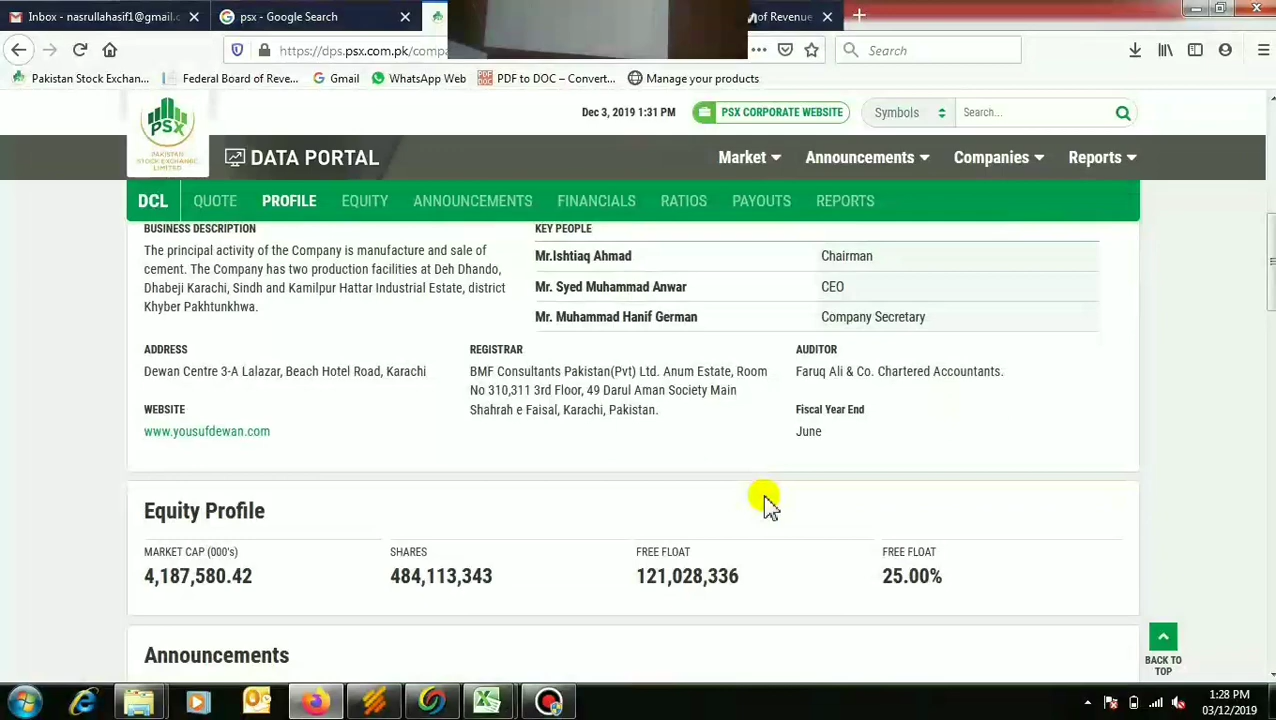 Inbox - nasrullahasif1@gmail.c
psx - Google Search
of Revenue
https://dps.psx.com.pk/compa
Search
Pakistan Stock Exchan...
Federal Board of Reve...
Gmail
WhatsApp Web
PDF to DOC – Convert...
Manage your products
Dec 3, 2019 1:31 PM
PSX CORPORATE WEBSITE
Symbols
Search...
PSX
PAKISTAN
STOCK EXCHANGE
LIMITED
DATA PORTAL
Market
Announcements
Companies
Reports
DCL
QUOTE
PROFILE
EQUITY
ANNOUNCEMENTS
FINANCIALS
RATIOS
PAYOUTS
REPORTS
BUSINESS DESCRIPTION
The principal activity of the Company is manufacture and sale of
cement. The Company has two production facilities at Deh Dhando,
Dhabeji Karachi, Sindh and Kamilpur Hattar Industrial Estate, district
Khyber Pakhtunkhwa.
KEY PEOPLE
Mr.Ishtiaq Ahmad Chairman
Mr. Syed Muhammad Anwar CEO
Mr. Muhammad Hanif German Company Secretary
ADDRESS
Dewan Centre 3-A Lalazar, Beach Hotel Road, Karachi
WEBSITE
www.yousufdewan.com
REGISTRAR
BMF Consultants Pakistan(Pvt) Ltd. Anum Estate, Room
No 310,311 3rd Floor, 49 Darul Aman Society Main
Shahrah e Faisal, Karachi, Pakistan.
AUDITOR
Faruq Ali & Co. Chartered Accountants.
Fiscal Year End
June
Equity Profile
MARKET CAP (000's)
4,187,580.42
SHARES
484,113,343
FREE FLOAT
121,028,336
FREE FLOAT
25.00%
Announcements
BACK TO
TOP
1:28 PM
03/12/2019